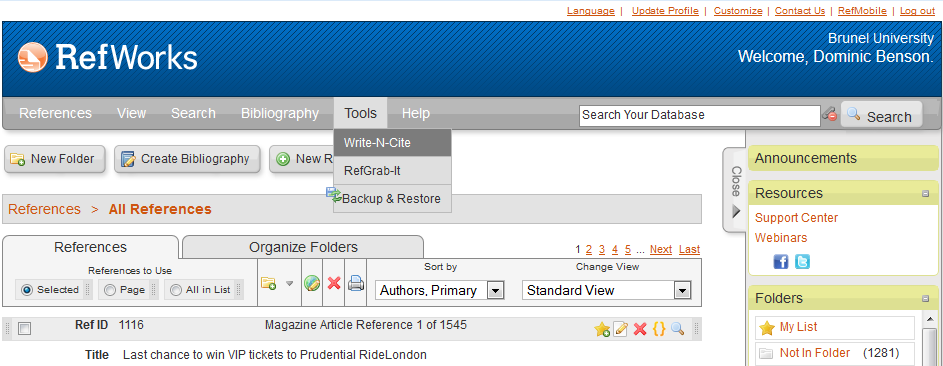 Language | Update Profile | Customize | Contact Us | RefMobile | Log out
RefWorks
Brunel University
Welcome, Dominic Benson.
References View Search Bibliography Tools Help
Search Your Database Search
Write-N-Cite
RefGrab-It
Backup & Restore
New Folder Create Bibliography New R
References > All References
References Organize Folders
1 2 3 4 5 ... Next Last
References to Use
Selected Page All in List
Sort by
Authors, Primary
Change View
Standard View
Ref ID 1116 Magazine Article Reference 1 of 1545
Title Last chance to win VIP tickets to Prudential RideLondon
Close
Announcements
Resources
Support Center
Webinars
Folders
My List
Not In Folder (1281)